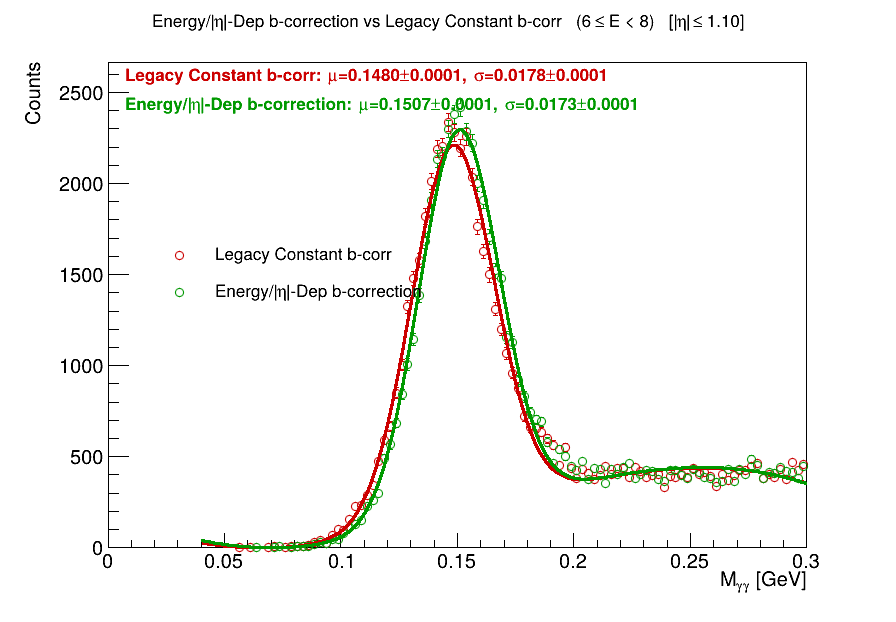 Energy/|η|-Dep b-correction vs Legacy Constant b-corr (6 ≤ E < 8) [|η| ≤ 1.10]
Counts
Legacy Constant b-corr: μ=0.1480±0.0001, σ=0.0178±0.0001
Energy/|η|-Dep b-correction: μ=0.1507±0.0001, σ=0.0173±0.0001
2500
2000
1500
1000
500
0
Legacy Constant b-corr
Energy/|η|-Dep b-correction
0 0.05 0.1 0.15 0.2 0.25 0.3
Mγγ [GeV]